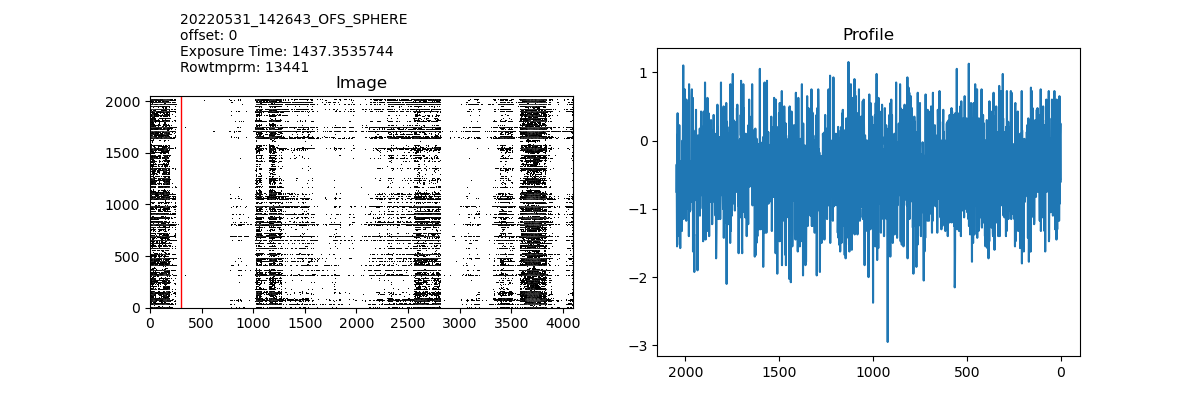 20220531_142643_OFS_SPHERE
offset: 0
Exposure Time: 1437.3535744
Rowtmprm: 13441
Image
2000
1500
1000
500
0
0 500 1000 1500 2000 2500 3000 3500 4000
Profile
1
0
−1
−2
−3
2000 1500 1000 500 0